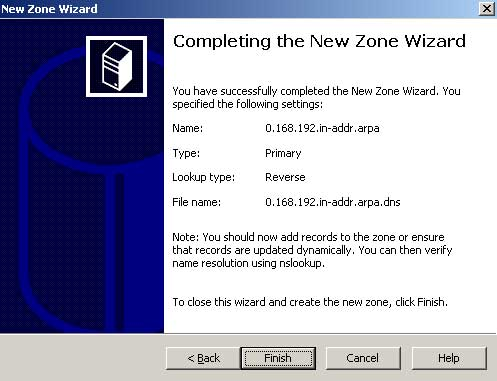 New Zone Wizard
Completing the New Zone Wizard
You have successfully completed the New Zone Wizard. You
specified the following settings:
Name: 0.168.192.in-addr.arpa
Type: Primary
Lookup type: Reverse
File name: 0.168.192.in-addr.arpa.dns
Note: You should now add records to the zone or ensure
that records are updated dynamically. You can then verify
name resolution using nslookup.
To close this wizard and create the new zone, click Finish.
< Back Finish Cancel Help